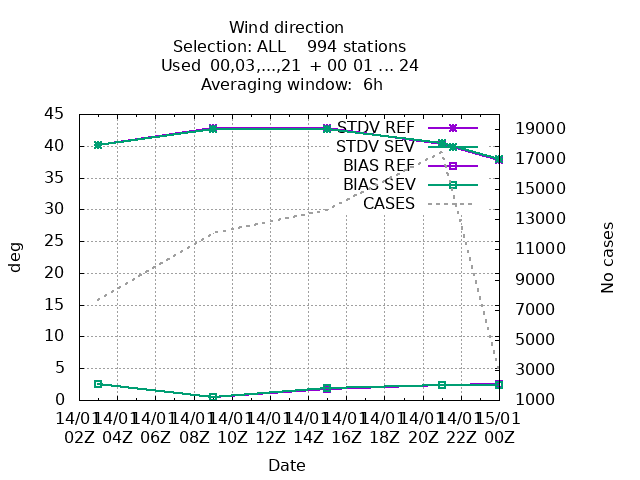 Wind direction
Selection: ALL    994 stations
Used  00,03,...,21  + 00 01 ... 24
Averaging window:  6h
45
40
35
30
25
20
15
10
5
0
deg
STDV REF
STDV SEV
BIAS REF
BIAS SEV
CASES
19000
17000
15000
13000
11000
9000
7000
5000
3000
1000
No cases
14/01 14/01 14/01 14/01 14/01 14/01 14/01 14/01 14/01 14/01 14/01 15/01
02Z 04Z 06Z 08Z 10Z 12Z 14Z 16Z 18Z 20Z 22Z 00Z
Date